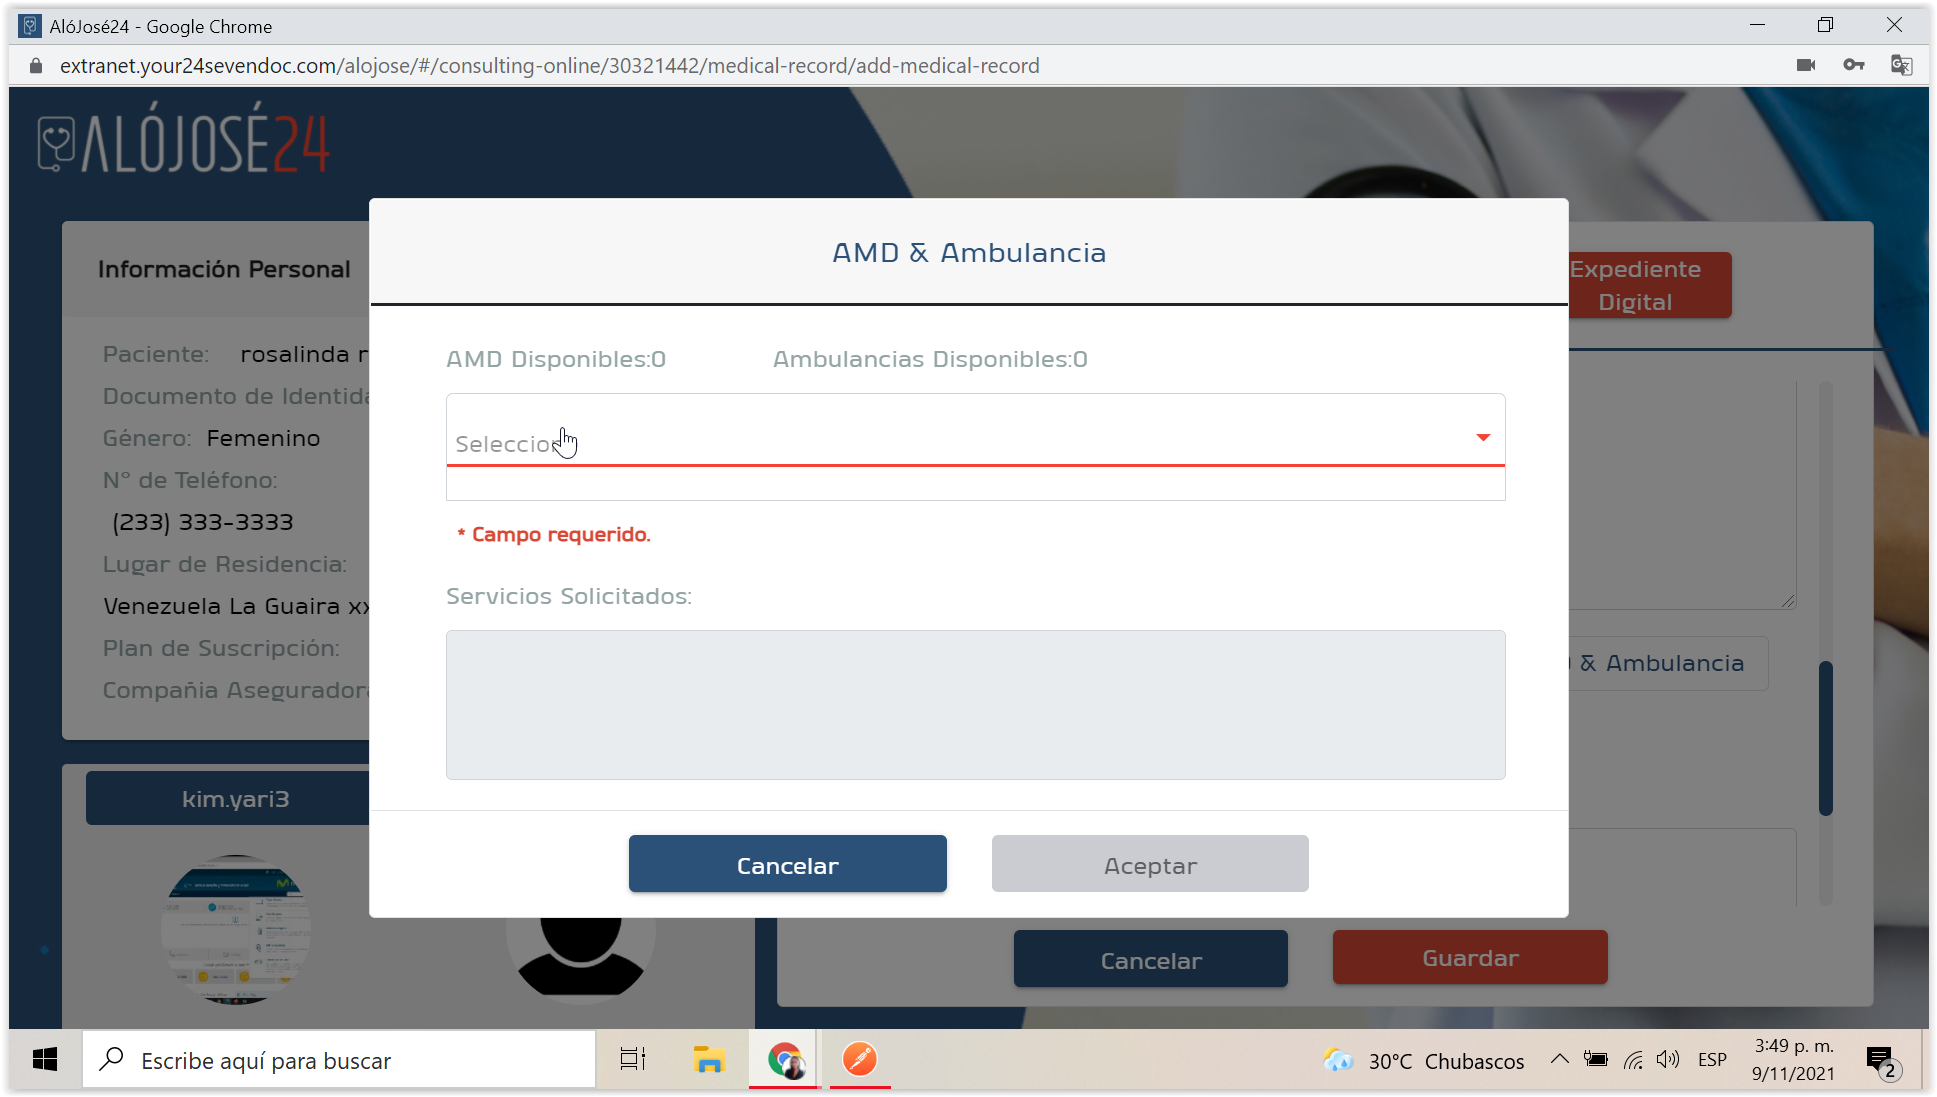 AlóJosé24 - Google Chrome
extranet.your24sevendoc.com/alojose/#/consulting-online/30321442/medical-record/add-medical-record
ALÓJOSÉ24
Información Personal
Paciente: rosalinda r
Documento de Identida
Género: Femenino
N° de Teléfono:
(233) 333-3333
Lugar de Residencia:
Venezuela La Guaira xx
Plan de Suscripción:
Compañia Aseguradora
kim.yari3
AMD & Ambulancia
AMD Disponibles:0 Ambulancias Disponibles:0
Seleccion
* Campo requerido.
Servicios Solicitados:
Cancelar Aceptar
Expediente
Digital
& Ambulancia
Cancelar Guardar
Escribe aquí para buscar
30°C Chubascos
ESP
3:49 p. m.
9/11/2021
2